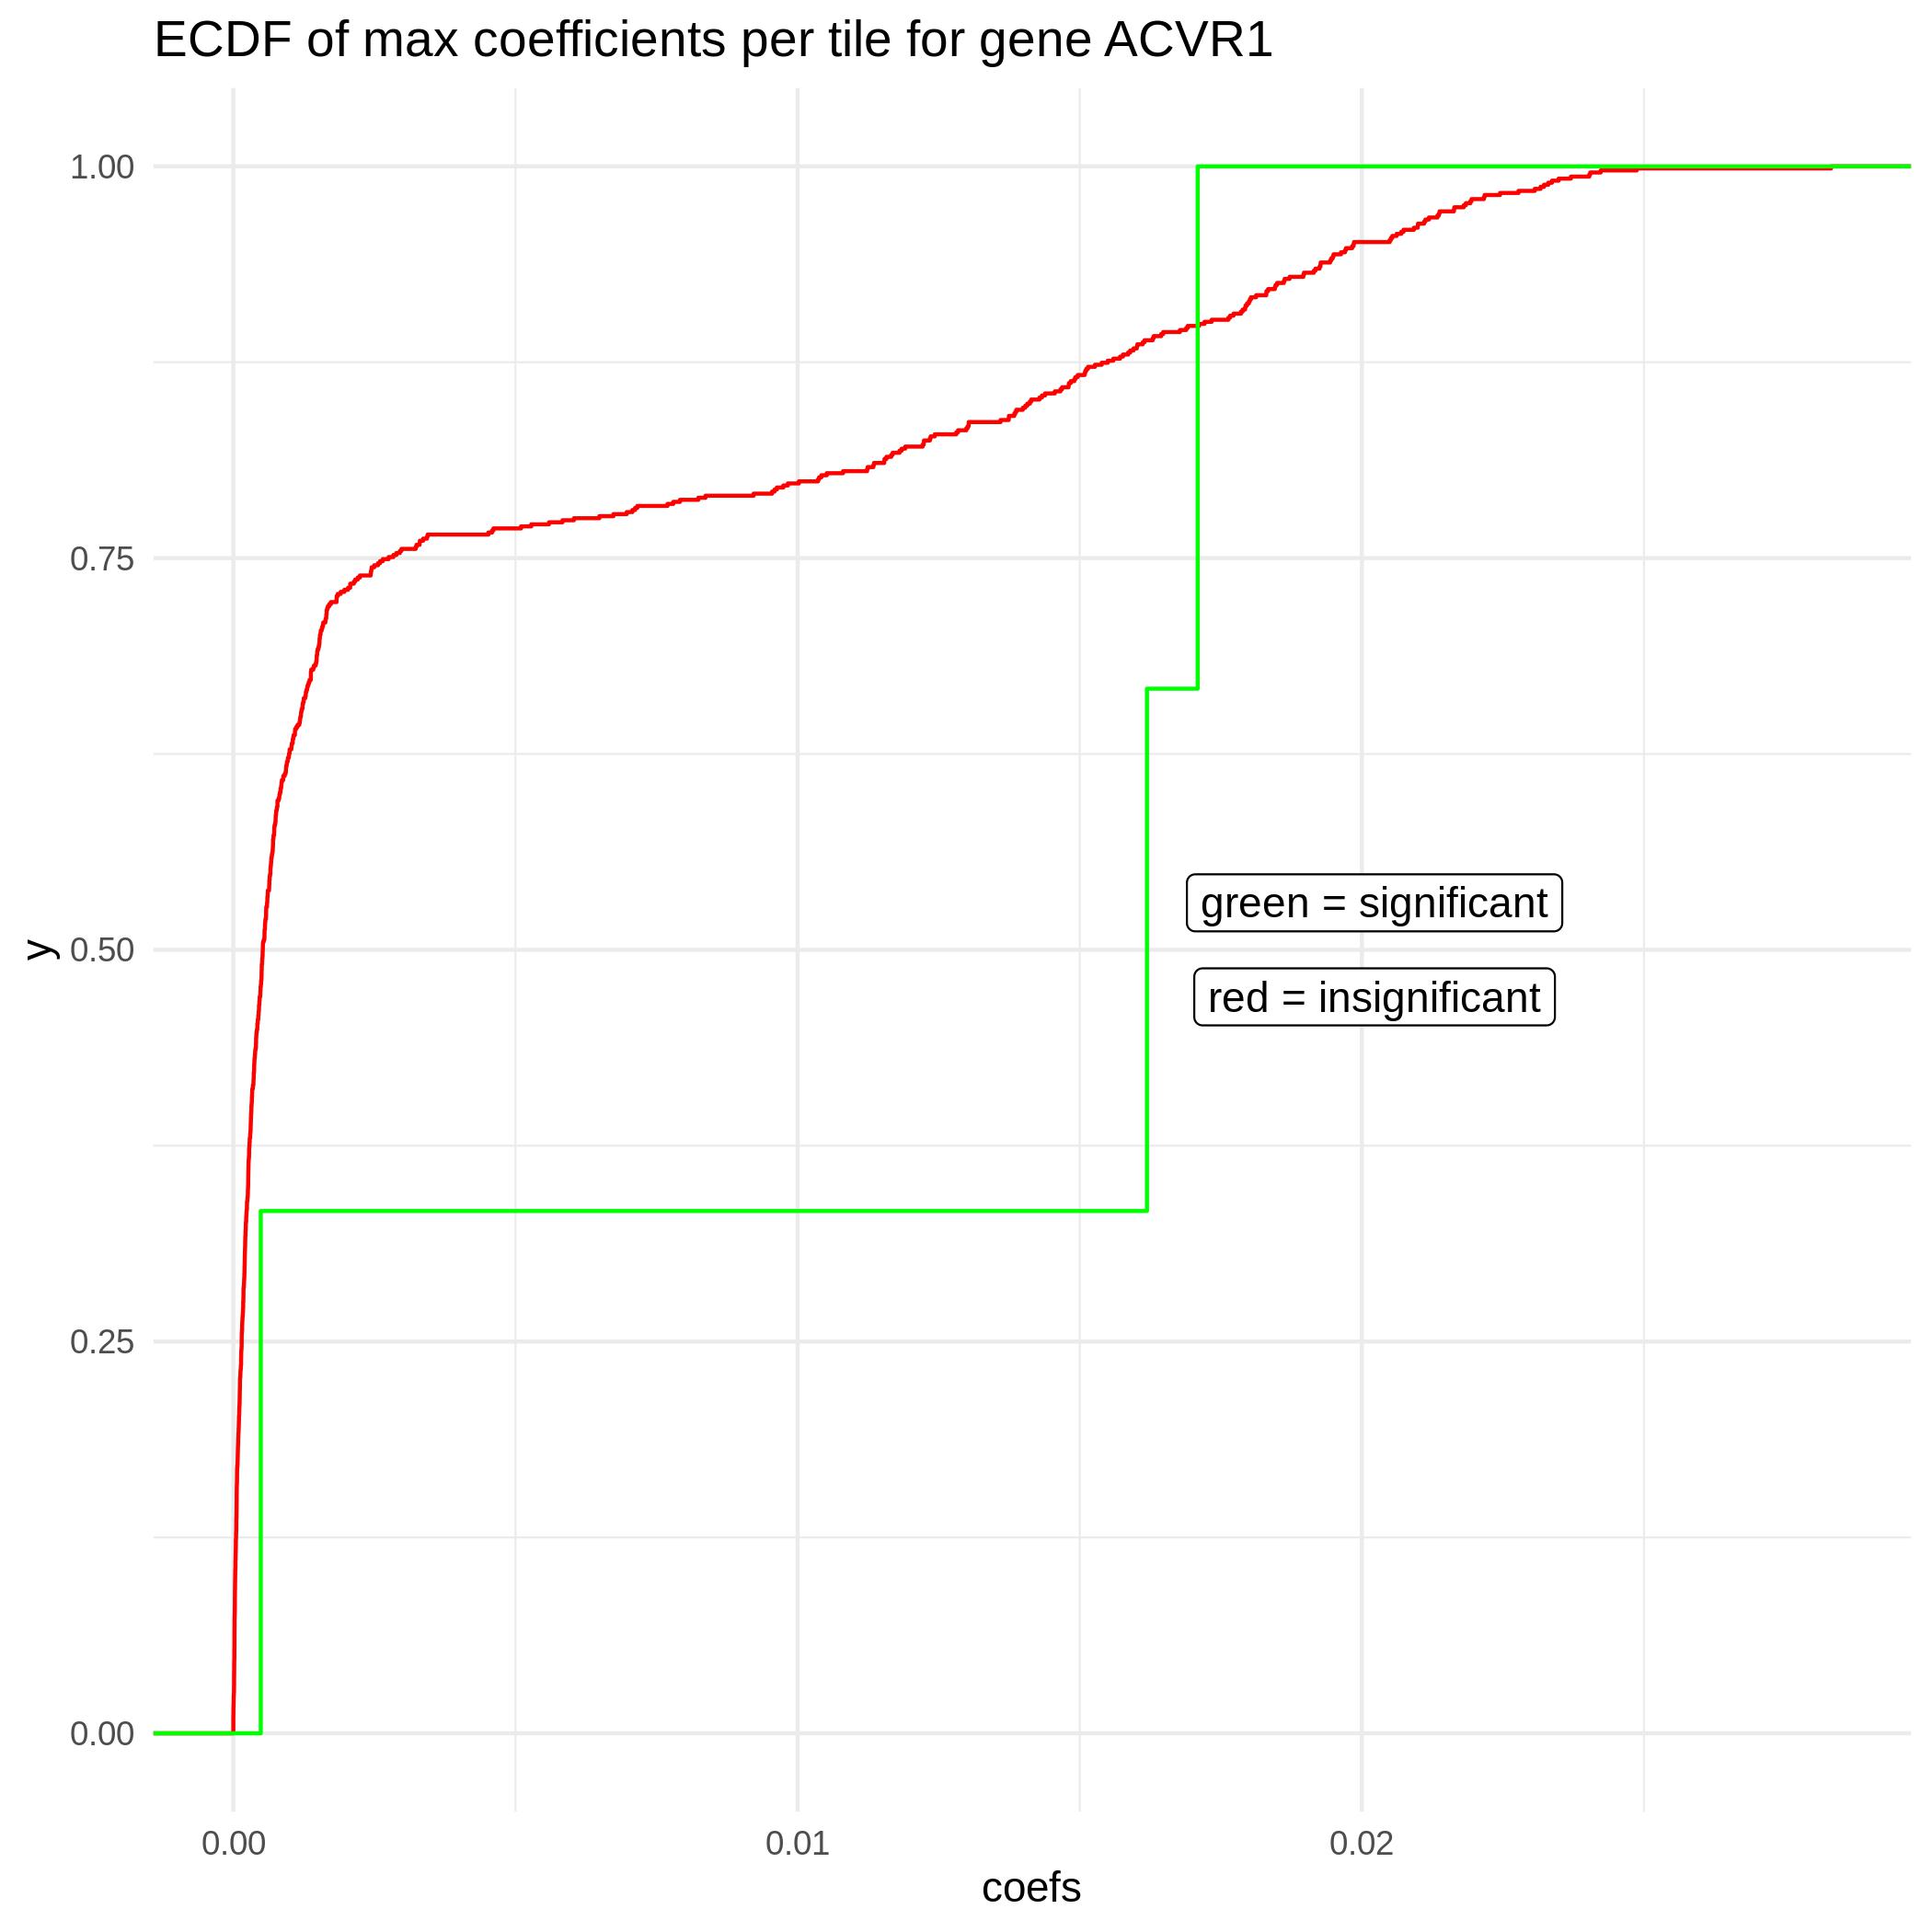 ECDF of max coefficients per tile for gene ACVR1
1.00
0.75
0.50
0.25
0.00
y
green = significant
red = insignificant
0.00
0.01
0.02
coefs